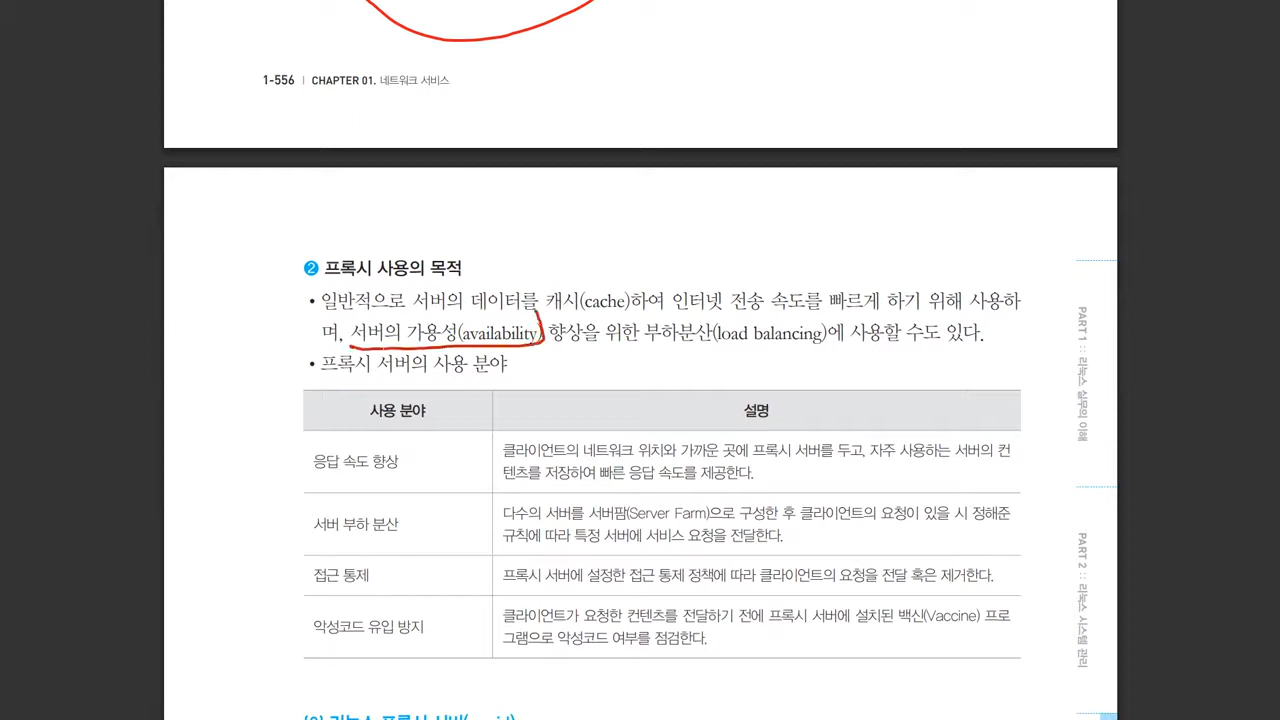 1-556 | CHAPTER 01. 네트워크 서비스
❷ 프록시 사용의 목적
• 일반적으로 서버의 데이터를 캐시(cache)하여 인터넷 전송 속도를 빠르게 하기 위해 사용하
며, 서버의 가용성(availability) 향상을 위한 부하분산(load balancing)에 사용할 수도 있다.
• 프록시 서버의 사용 분야
사용 분야
설명
응답 속도 향상
클라이언트의 네트워크 위치와 가까운 곳에 프록시 서버를 두고, 자주 사용하는 서버의 컨
텐츠를 저장하여 빠른 응답 속도를 제공한다.
서버 부하 분산
다수의 서버를 서버팜(Server Farm)으로 구성한 후 클라이언트의 요청이 있을 시 정해준
규칙에 따라 특정 서버에 서비스 요청을 전달한다.
접근 통제
프록시 서버에 설정한 접근 통제 정책에 따라 클라이언트의 요청을 전달 혹은 제거한다.
악성코드 유입 방지
클라이언트가 요청한 컨텐츠를 전달하기 전에 프록시 서버에 설치된 백신(Vaccine) 프로
그램으로 악성코드 여부를 점검한다.
PART 1 :: 리눅스 실무의 이해
PART 2 :: 리눅스 시스템 관리